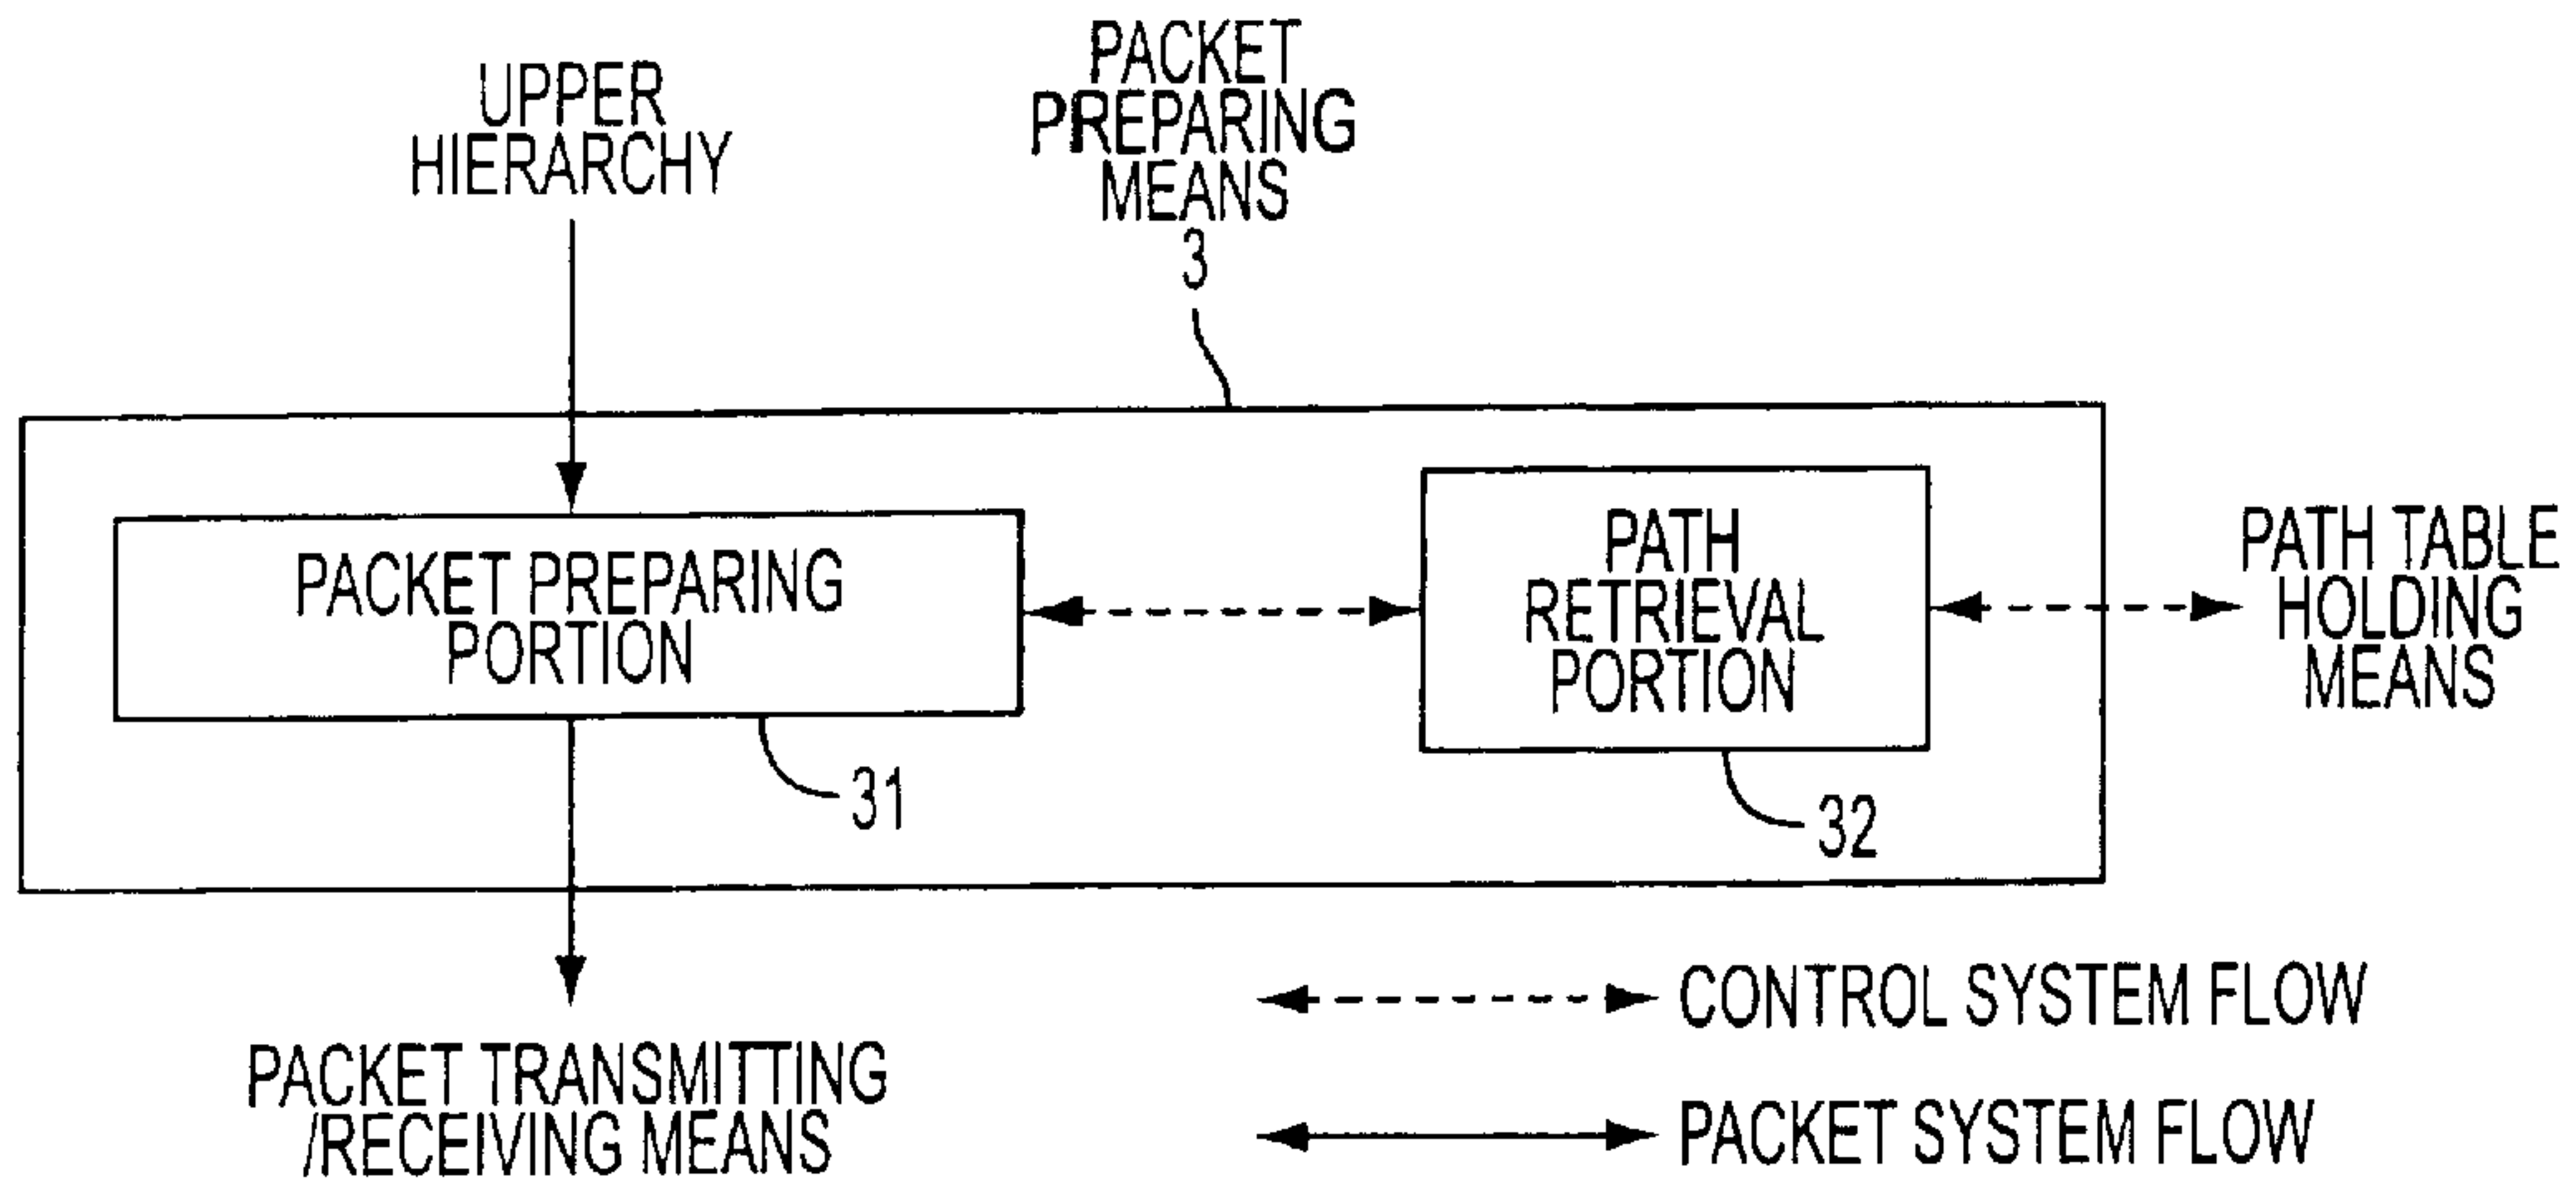 UPPER
HIERARCHY
PACKET
PREPARING
MEANS
3
PACKET PREPARING
PORTION
31
PATH
RETRIEVAL
PORTION
32
PATH TABLE
HOLDING
MEANS
PACKET TRANSMITTING
/RECEIVING MEANS
CONTROL SYSTEM FLOW
PACKET SYSTEM FLOW